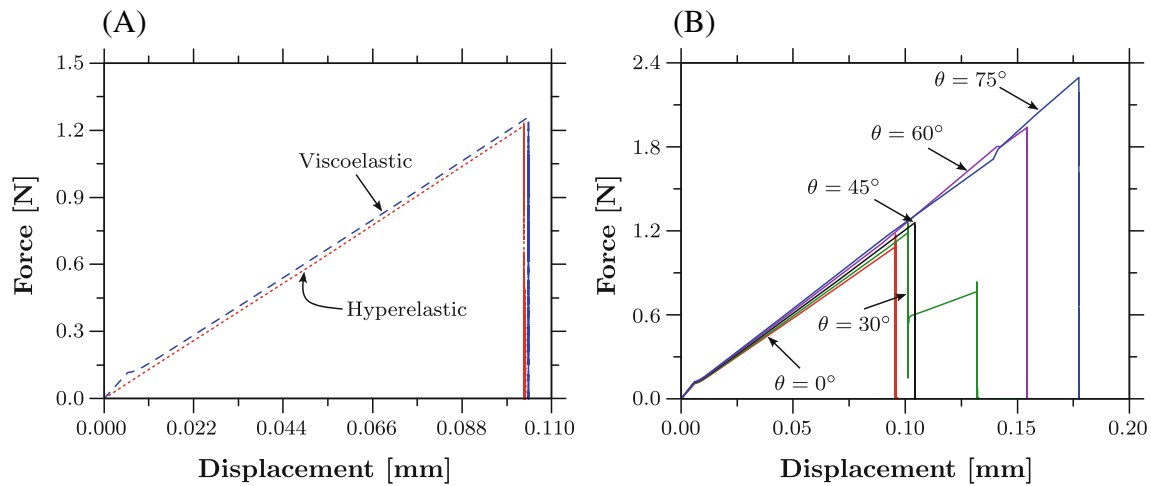 (A)
1.5
1.2
0.9
0.6
0.3
0.0
Force [N]
Viscoelastic
Hyperelastic
0.000
0.022
0.044
0.066
0.088
0.110
Displacement [mm]
(B)
2.4
1.8
1.2
0.6
0.0
Force [N]
θ = 75°
θ = 60°
θ = 45°
θ = 30°
θ = 0°
0.00
0.05
0.10
0.15
0.20
Displacement [mm]